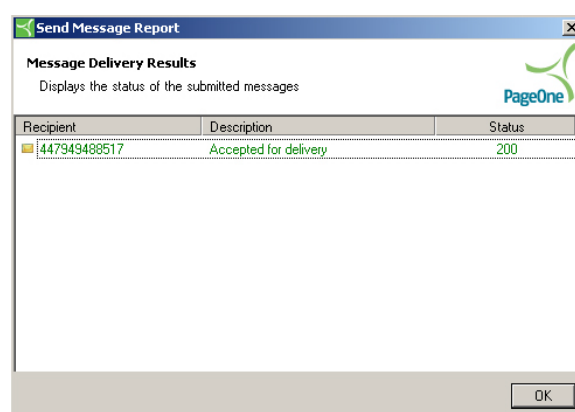 Send Message Report
Message Delivery Results
Displays the status of the submitted messages
PageOne
Recipient Description Status
447949488517 Accepted for delivery 200
OK